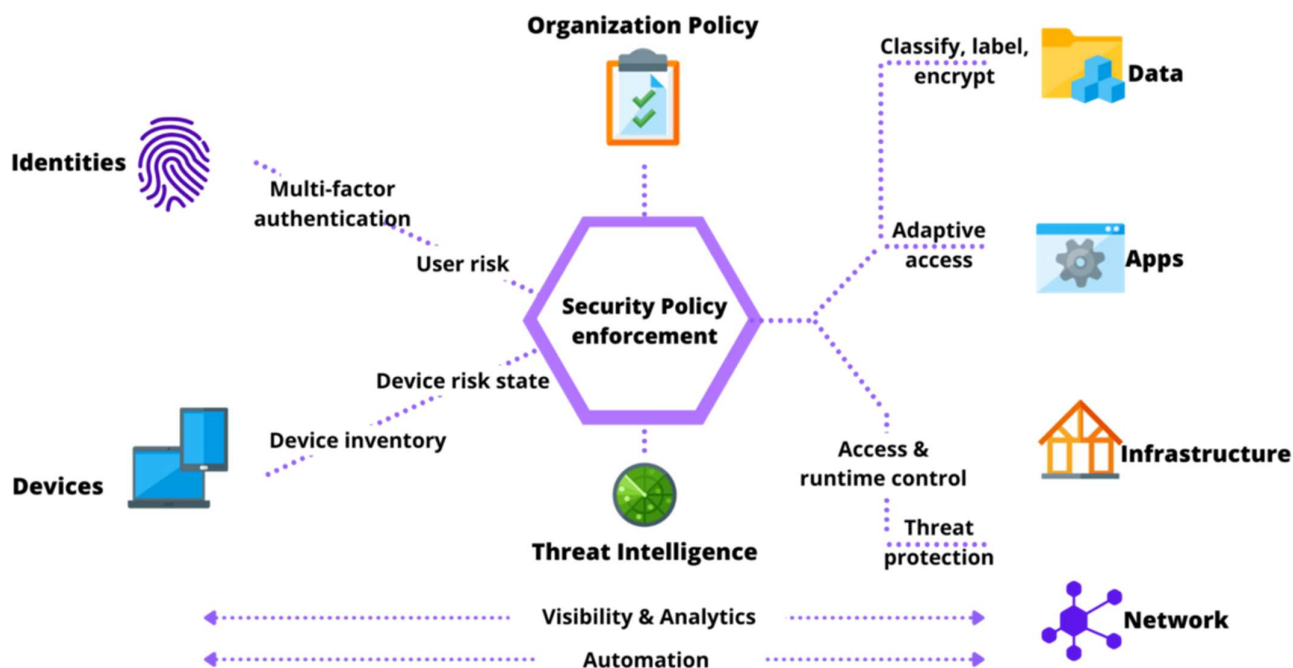 Organization Policy
Classify, label,
encrypt
Data
Identities
Multi-factor
authentication
User risk
Adaptive
access
Apps
Security Policy
enforcement
Device risk state
Device inventory
Devices
Access &
runtime control
Infrastructure
Threat
protection
Threat Intelligence
Visibility & Analytics
Network
Automation